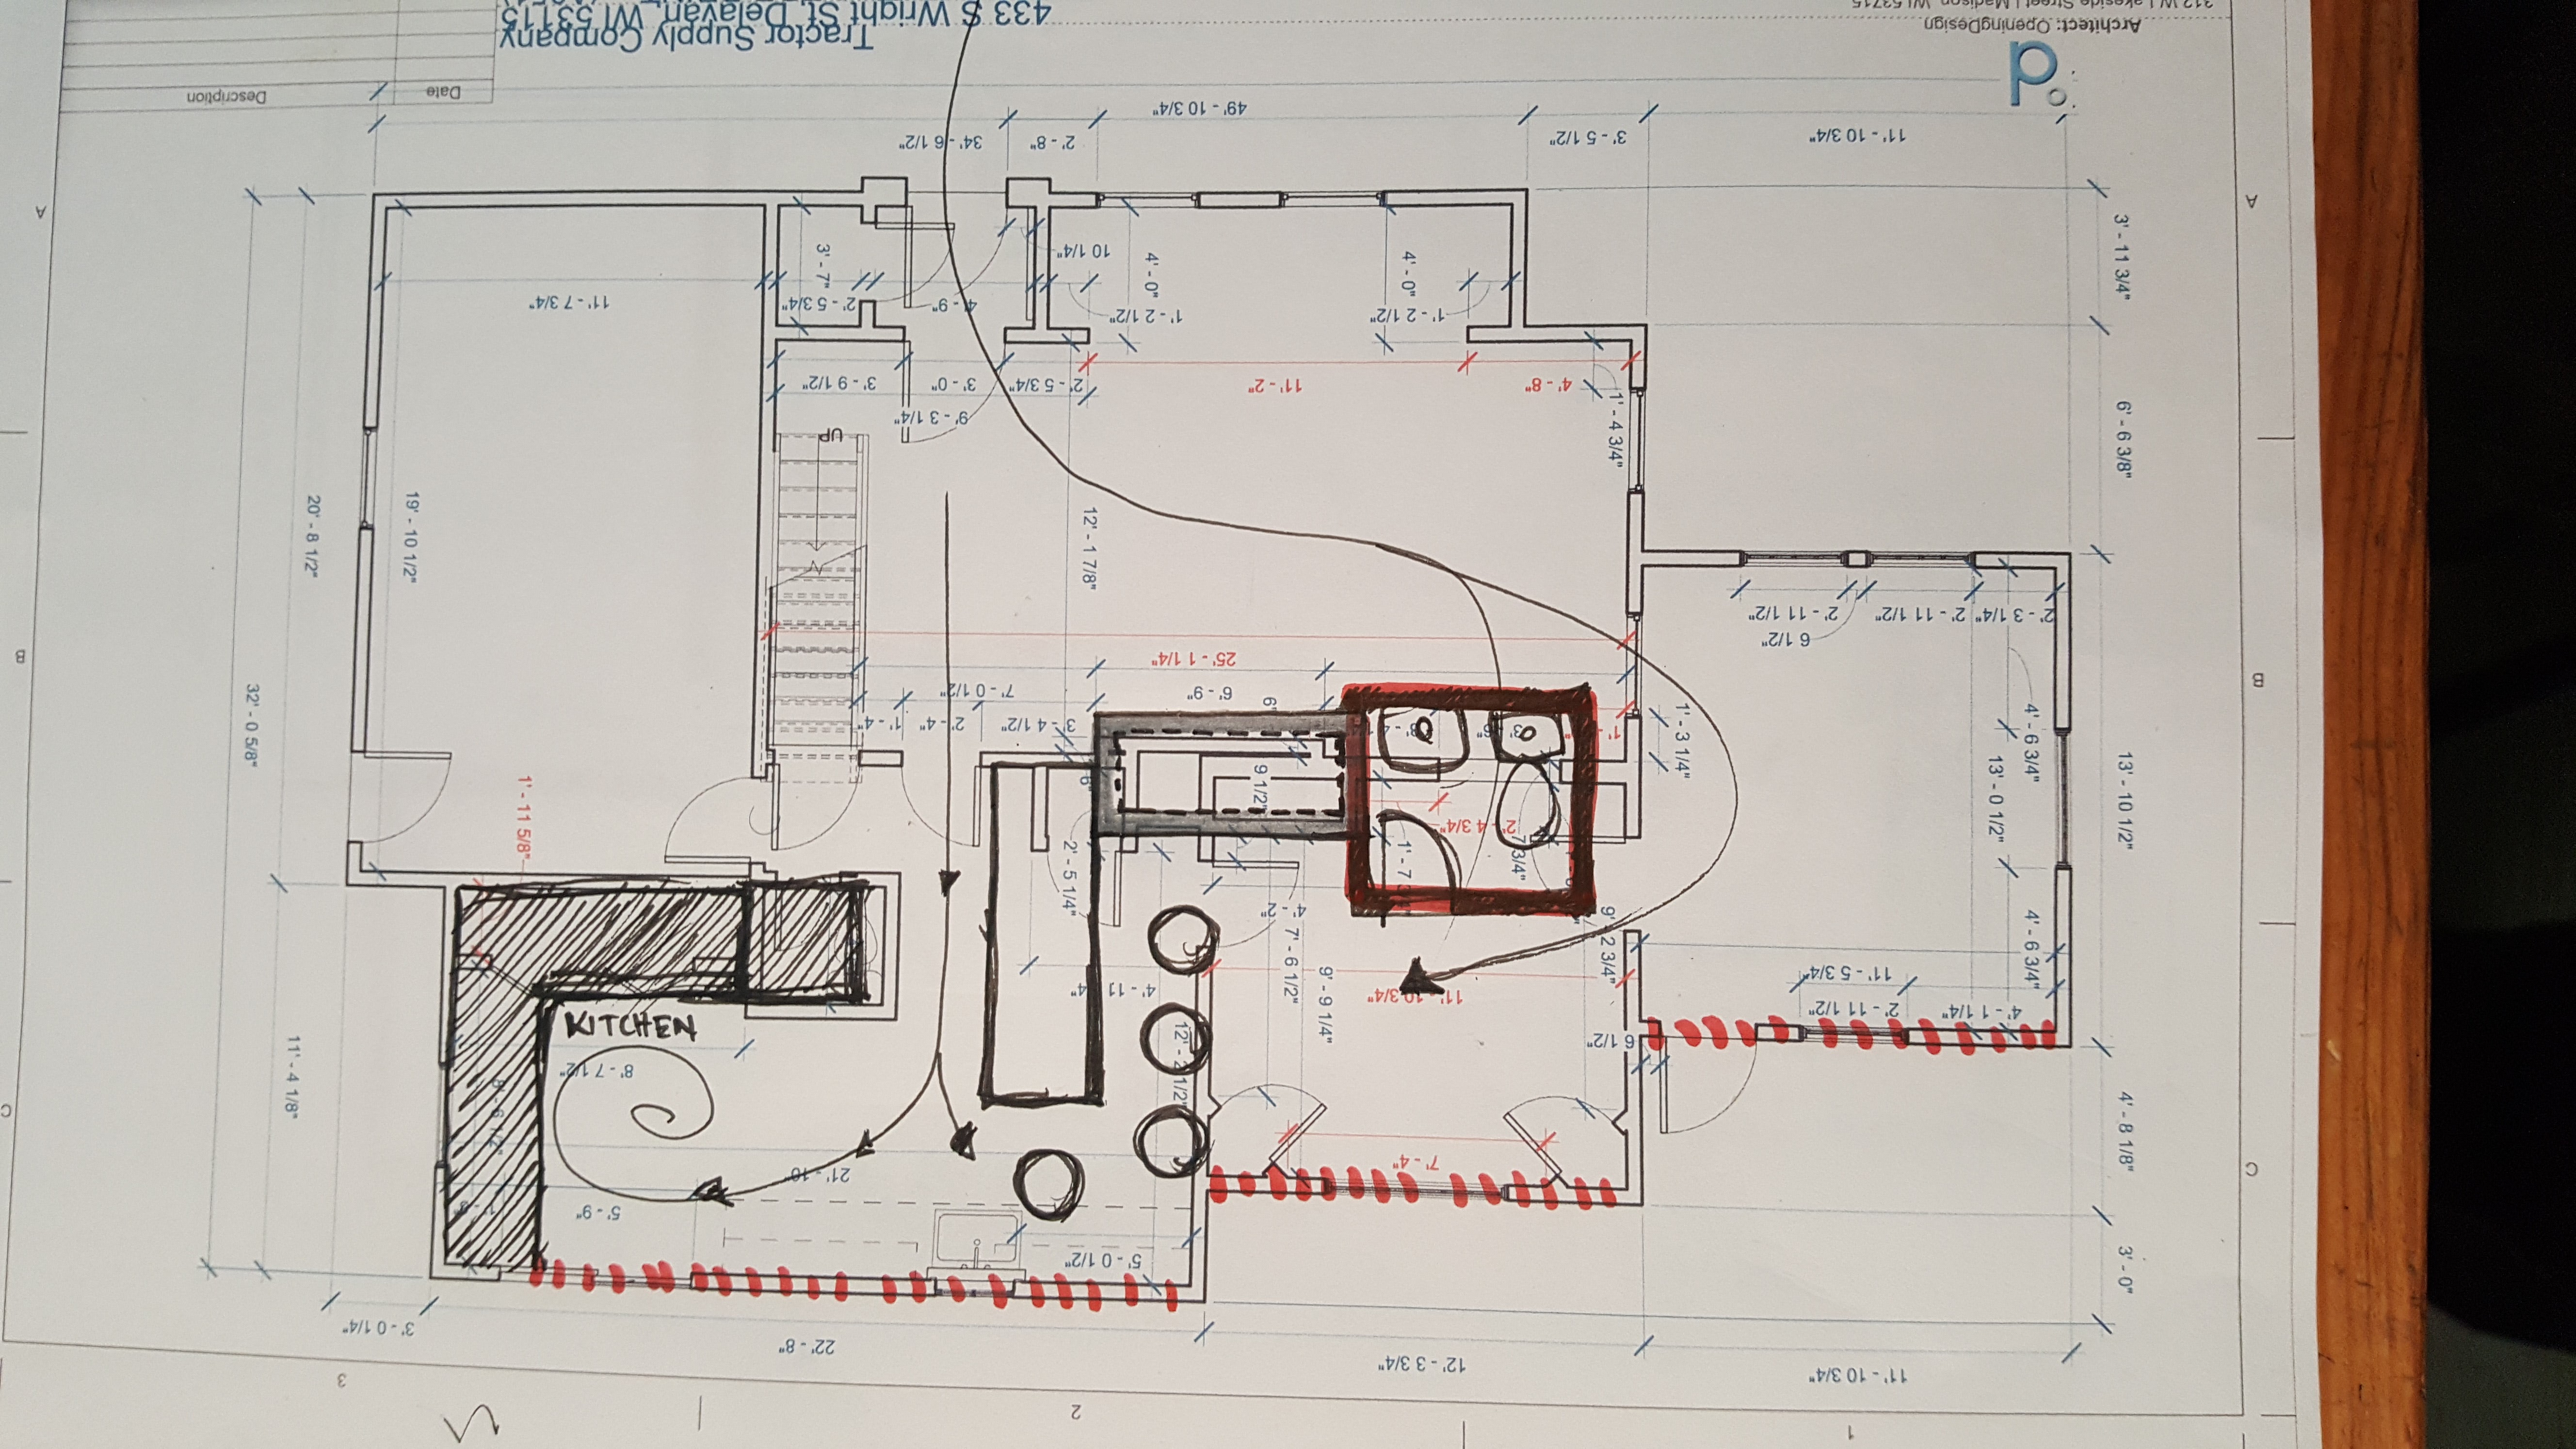 C
B
A
3
2
1
C
B
A
32' - 0 5/8"
11' - 4 1/8"
20' - 8 1/2"
3' - 0 1/4"
22' - 8"
12' - 3 3/4"
11' - 10 3/4"
19' - 10 1/2"
1' - 11 5/8"
11' - 7 3/4"
5' - 9"
8' - 7 1/2"
KITCHEN
21' - 10"
UP
3' - 9 1/2"
2' - 5 3/4"
1' - 4"
2' - 4"
7' - 0 1/2"
3' - 4 1/2"
9' - 3 1/4"
3' - 0"
4' - 9"
34' - 6 1/2"
2' - 5 3/4"
2' - 8"
10 1/4"
1' - 2 1/2"
4' - 0"
12' - 1 7/8"
5' - 0 1/2"
2' - 5 1/4"
4' - 11 3/4"
12' - 2 1/2"
6' - 9"
25' - 1 1/4"
9 1/2"
6"
4' - 2"
7' - 6 1/2"
9' - 9 1/4"
7' - 4"
11' - 10 3/4"
11' - 2"
49' - 10 3/4"
2' - 4 3/4"
7 3/4"
1' - 2 1/2"
4' - 0"
4' - 8"
1' - 4 3/4"
3' - 5 1/2"
9' - 2 3/4"
6 1/2"
1' - 3 1/4"
6 1/2"
2' - 11 1/2"
2' - 11 1/2"
2' - 3 1/4"
2' - 11 1/2"
11' - 5 3/4"
4' - 1 1/4"
13' - 0 1/2"
4' - 6 3/4"
4' - 6 3/4"
11' - 10 3/4"
3' - 0"
4' - 8 1/8"
13' - 10 1/2"
6' - 6 3/8"
3' - 11 3/4"
Description
Date
Tractor Supply Company
433 S Wright St. Delavan, WI 53115
Architect: OpeningDesign
312 W Lakeside Street | Madison, WI 53715